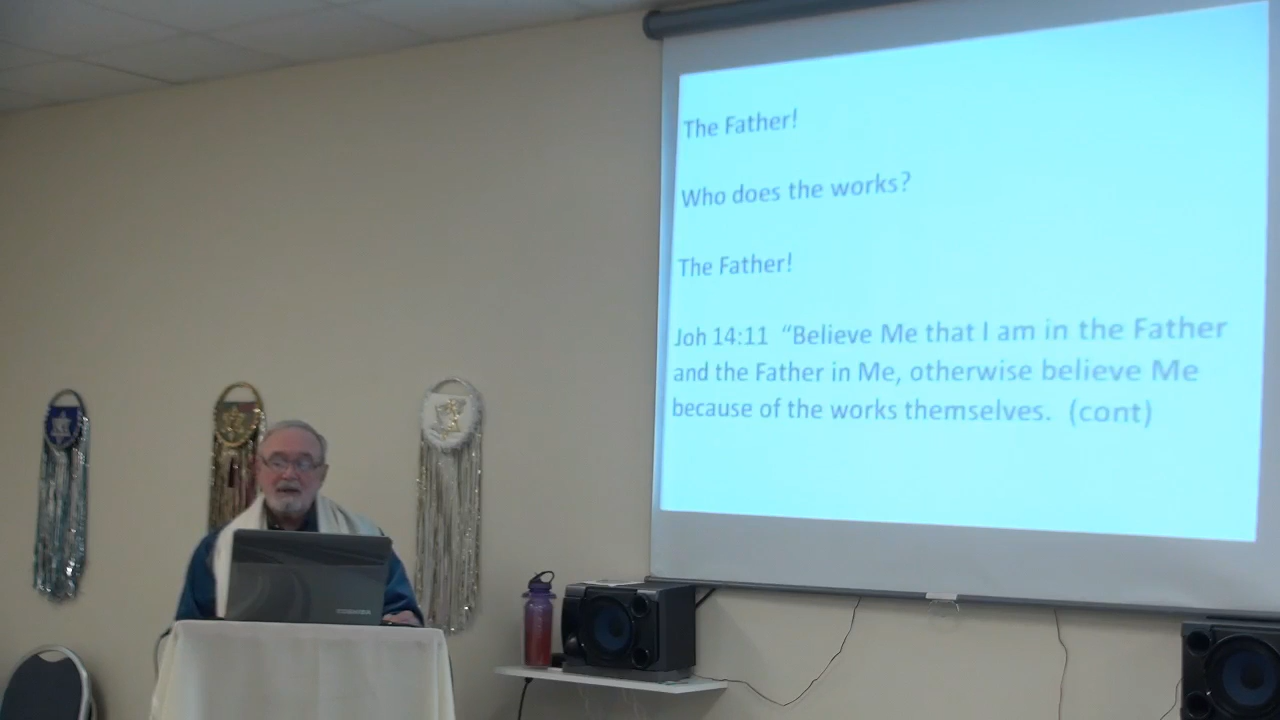 The Father!
Who does the works?
The Father!
Joh 14:11 “Believe Me that I am in the Father
and the Father in Me, otherwise believe Me
because of the works themselves. (cont)
TOSHIBA